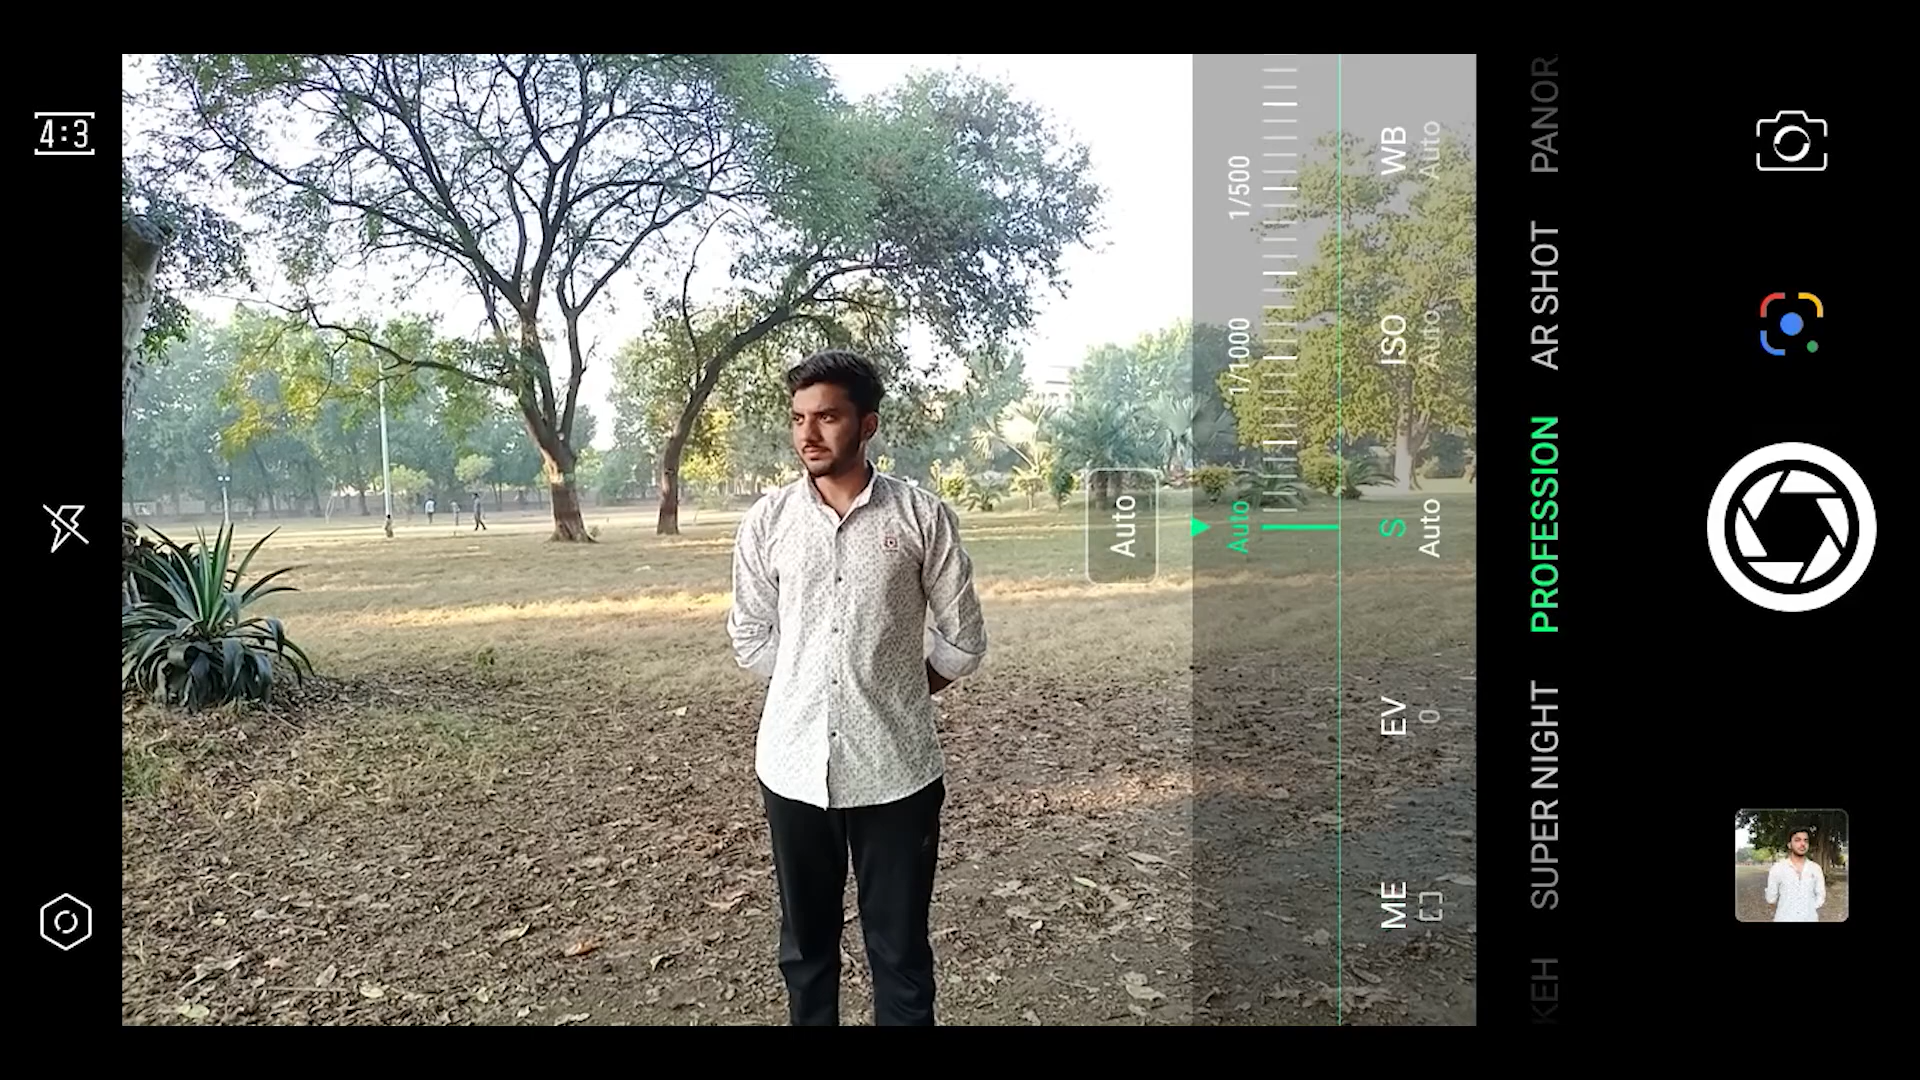 4:3
1/500
1/1000
Auto
Auto
WB
Auto
ISO
Auto
S
Auto
EV
0
ME
PANOR
AR SHOT
PROFESSION
SUPER NIGHT
KEH